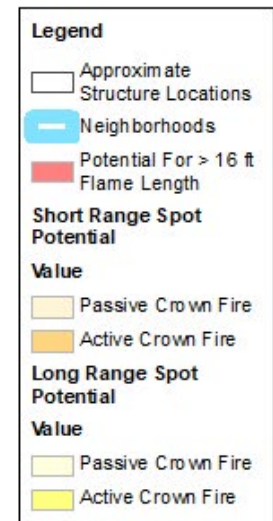 Legend
Approximate
Structure Locations
Neighborhoods
Potential For > 16 ft
Flame Length
Short Range Spot
Potential
Value
Passive Crown Fire
Active Crown Fire
Long Range Spot
Potential
Value
Passive Crown Fire
Active Crown Fire